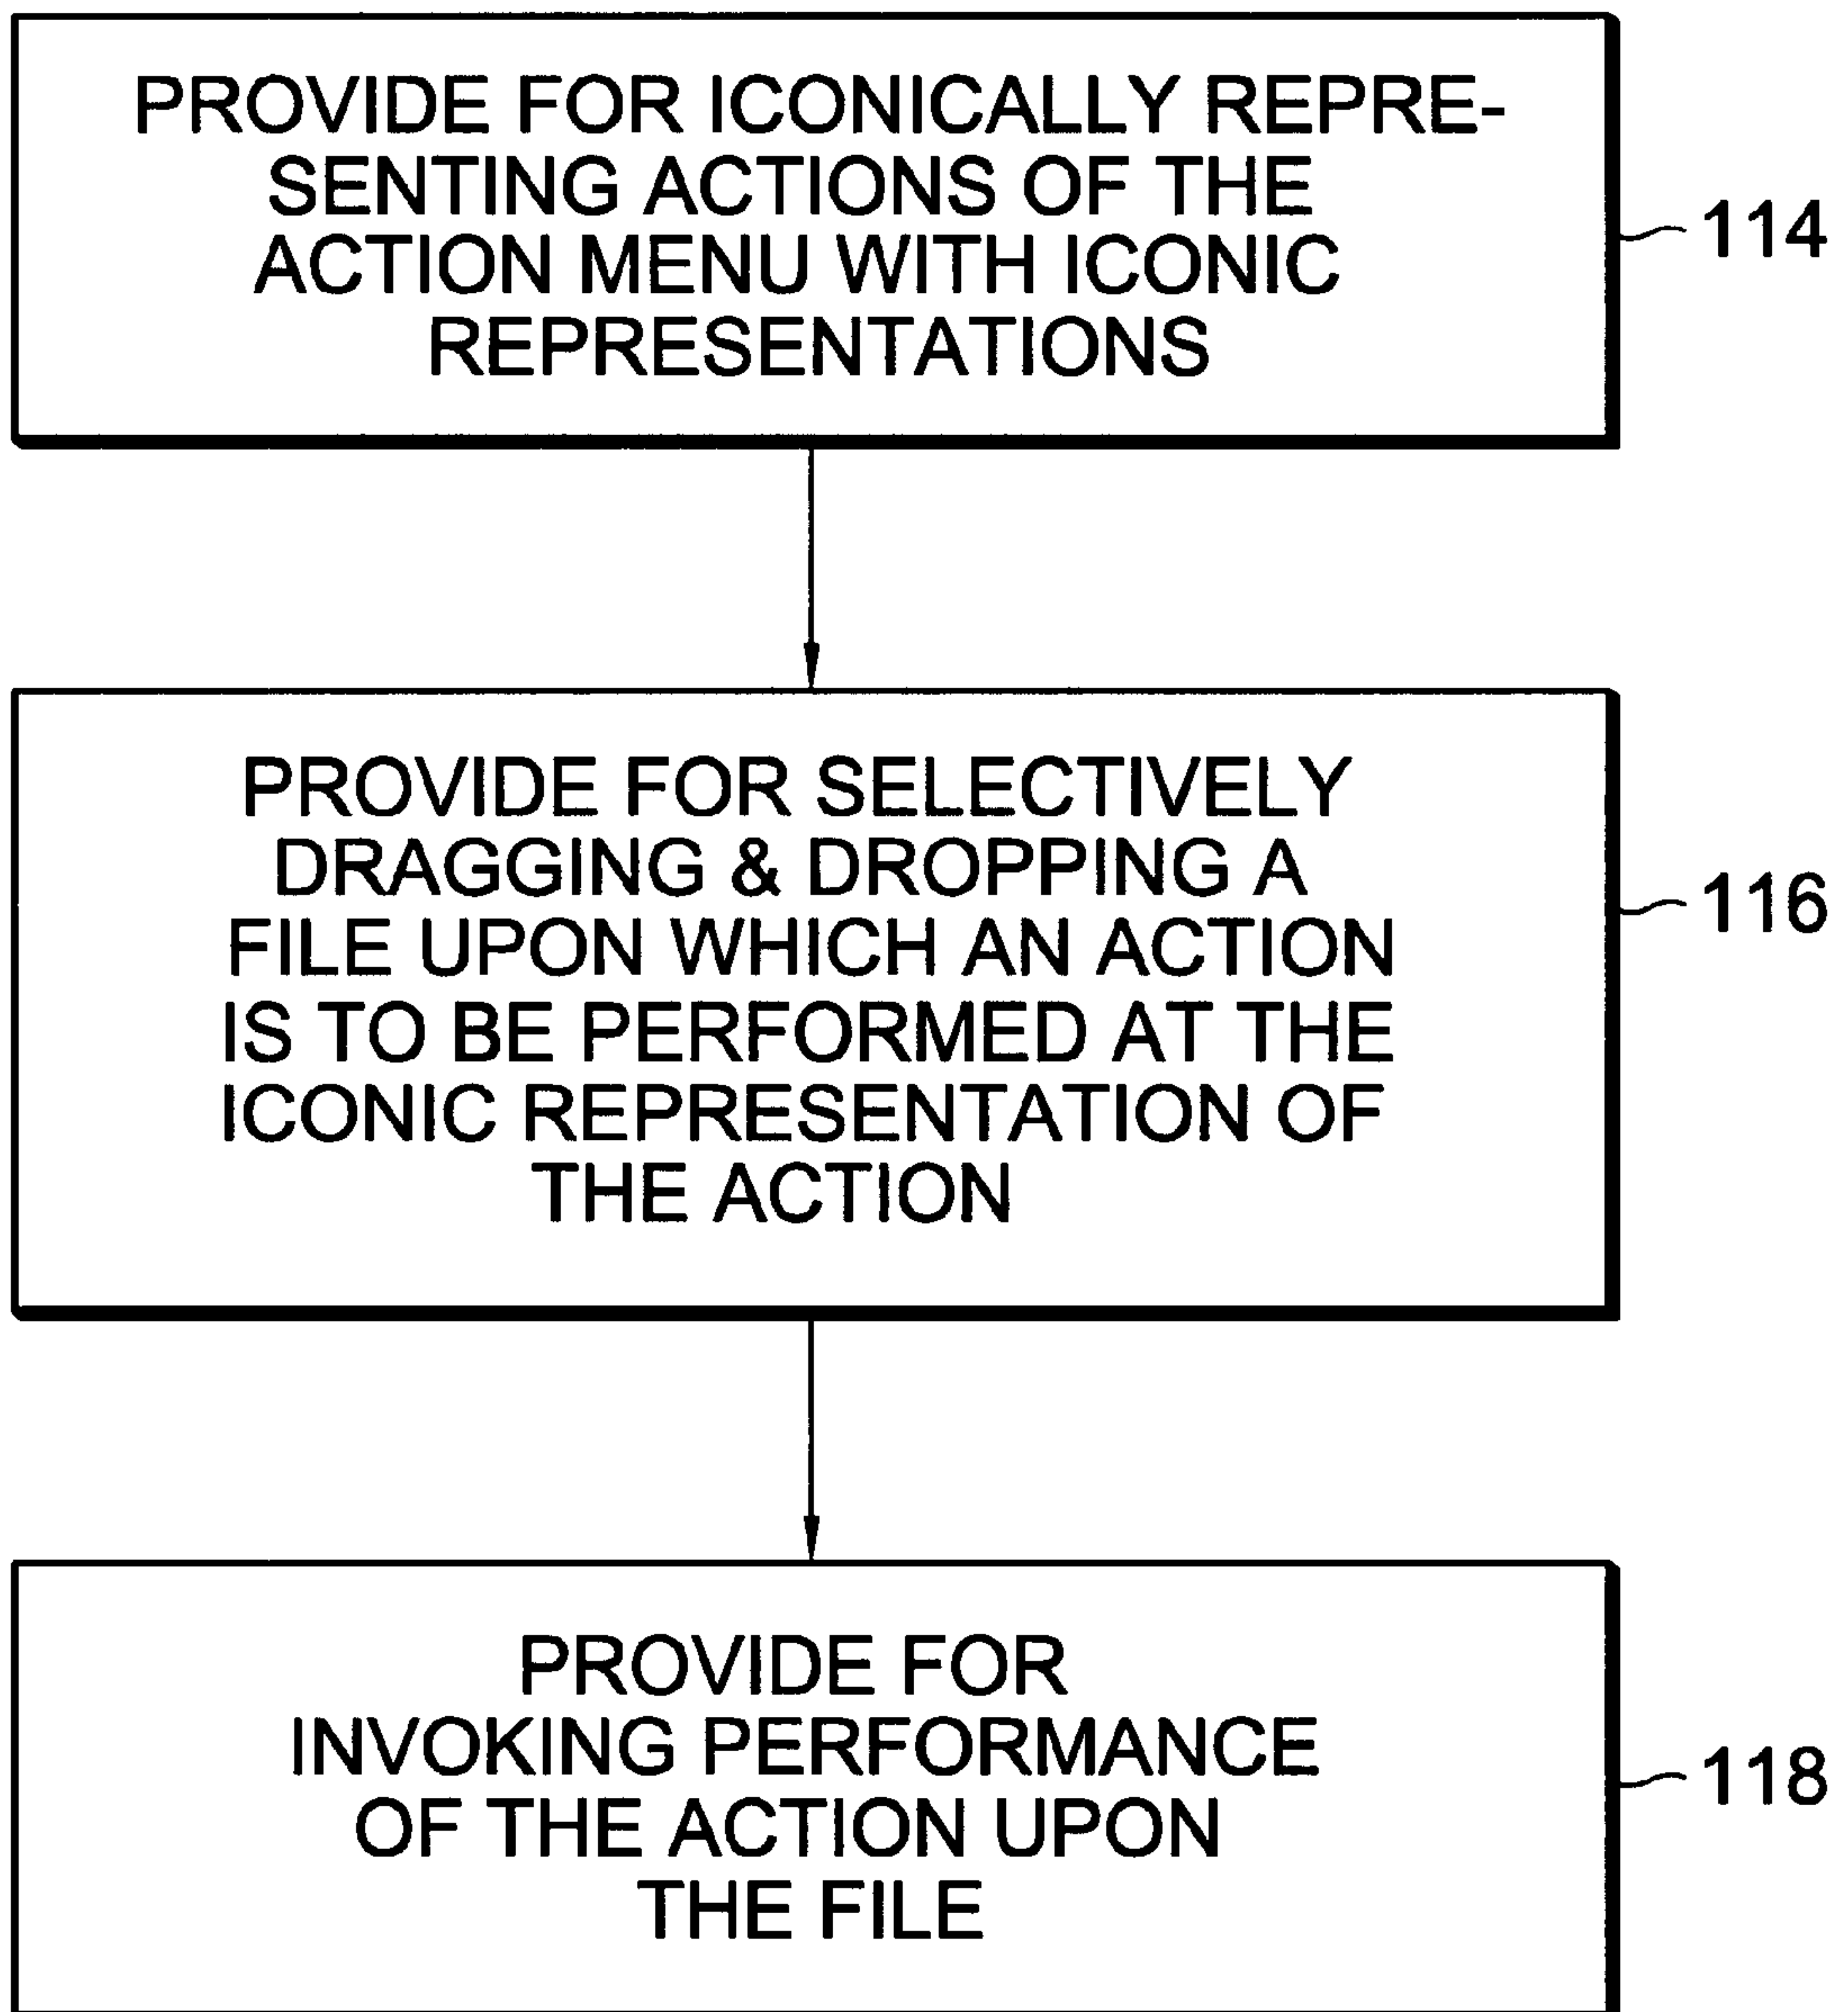 PROVIDE FOR ICONICALLY REPRE-
SENTING ACTIONS OF THE
ACTION MENU WITH ICONIC
REPRESENTATIONS
114
PROVIDE FOR SELECTIVELY
DRAGGING & DROPPING A
FILE UPON WHICH AN ACTION
IS TO BE PERFORMED AT THE
ICONIC REPRESENTATION OF
THE ACTION
116
PROVIDE FOR
INVOKING PERFORMANCE
OF THE ACTION UPON
THE FILE
118